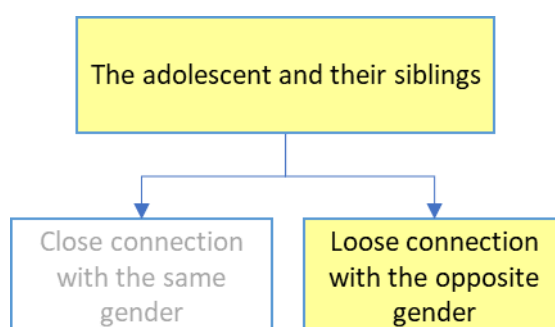 The adolescent and their siblings
Close connection
with the same
gender
Loose connection
with the opposite
gender